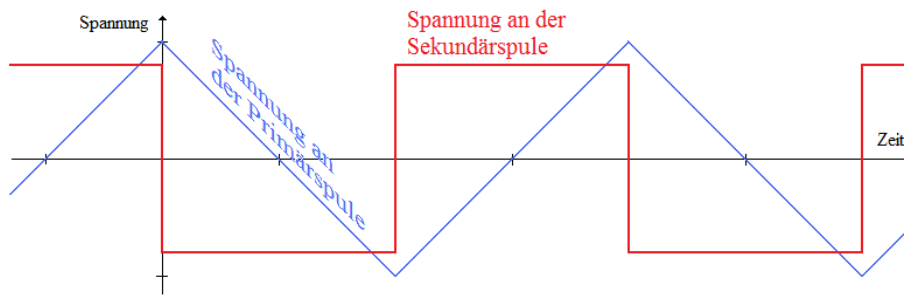 Spannung
Spannung an
der Primärspule
Spannung an der
Sekundärspule
Zeit